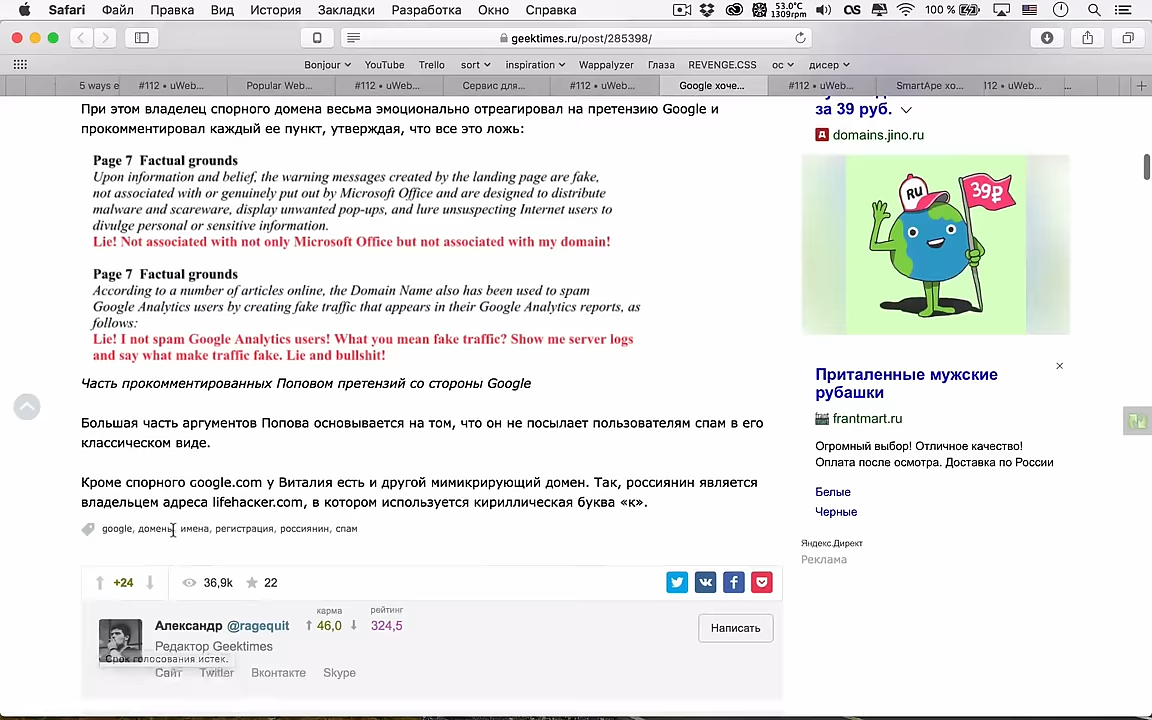 Safari Файл Правка Вид История Закладки Разработка Окно Справка 53.0°C 1309rpm 100 %
geektimes.ru/post/285398/
Bonjour YouTube Trello sort inspiration Wappalyzer Глаза REVENGE.CSS ос дисер
5 ways e #112 • uWeb... Popular Web... #112 • uWeb... Сервис для... #112 • uWeb... Google хоче... #112 • uWeb... SmartApe хо... I12 • uWeb... ...
При этом владелец спорного домена весьма эмоционально отреагировал на претензию Google и
прокомментировал каждый ее пункт, утверждая, что все это ложь:
Page 7 Factual grounds
Upon information and belief, the warning messages created by the landing page are fake,
not associated with or genuinely put out by Microsoft Office and are designed to distribute
malware and scareware, display unwanted pop-ups, and lure unsuspecting Internet users to
divulge personal or sensitive information.
Lie! Not associated with not only Microsoft Office but not associated with my domain!
Page 7 Factual grounds
According to a number of articles online, the Domain Name also has been used to spam
Google Analytics users by creating fake traffic that appears in their Google Analytics reports, as
follows:
Lie! I not spam Google Analytics users! What you mean fake traffic? Show me server logs
and say what make traffic fake. Lie and bullshit!
Часть прокомментированных Поповом претензий со стороны Google
Большая часть аргументов Попова основывается на том, что он не посылает пользователям спам в его
классическом виде.
Кроме спорного ɢoogle.com у Виталия есть и другой мимикрирующий домен. Так, россиянин является
владельцем адреса lifehacкer.com, в котором используется кириллическая буква «к».
google, домены, имена, регистрация, россиянин, спам
+24 36,9k 22
карма рейтинг
Александр @ragequit 46,0 324,5
Написать
Редактор Geektimes
Срок голосования истек.
Сайт Twitter Вконтакте Skype
за 39 руб.
domains.jino.ru
RU 39₽
Приталенные мужские
рубашки
frantmart.ru
Огромный выбор! Отличное качество!
Оплата после осмотра. Доставка по России
Белые
Черные
Яндекс.Директ
Реклама